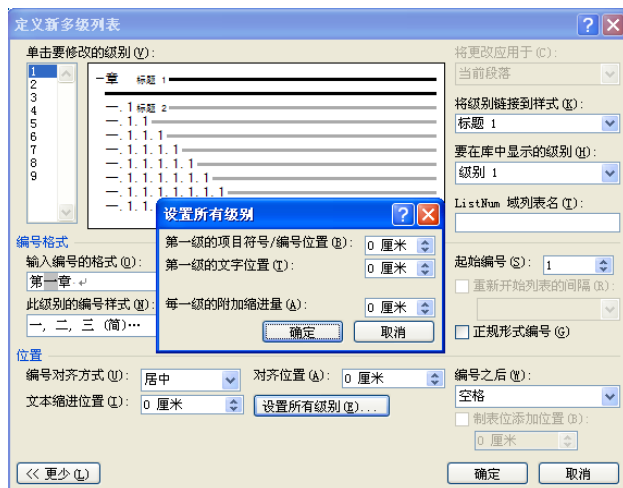 定义新多级列表
单击要修改的级别(V):
将更改应用于(C):
当前段落
1
2
3
4
5
6
7
8
9
一章 标题 1
一.1 标题 2
一.1.1
一.1.1.1
一.1.1.1.1
一.1.1.1.1.1
一.1.1.1.1.1.1
一.1.1.1.1.1.1.1
一.1.1.
将级别链接到样式(K):
标题 1
要在库中显示的级别(H):
级别 1
ListNum 域列表名(T):
设置所有级别
第一级的项目符号/编号位置(B): 0 厘米
第一级的文字位置(T): 0 厘米
每一级的附加缩进量(A): 0 厘米
确定 取消
编号格式
输入编号的格式(O):
第一章
此级别的编号样式(N):
一, 二, 三 (简)...
起始编号(S): 1
重新开始列表的间隔(R):
正规形式编号(G)
位置
编号对齐方式(U): 居中 对齐位置(A): 0 厘米
文本缩进位置(I): 0 厘米 设置所有级别(E)...
编号之后(W):
空格
制表位添加位置(B):
0 厘米
<< 更少(L) 确定 取消